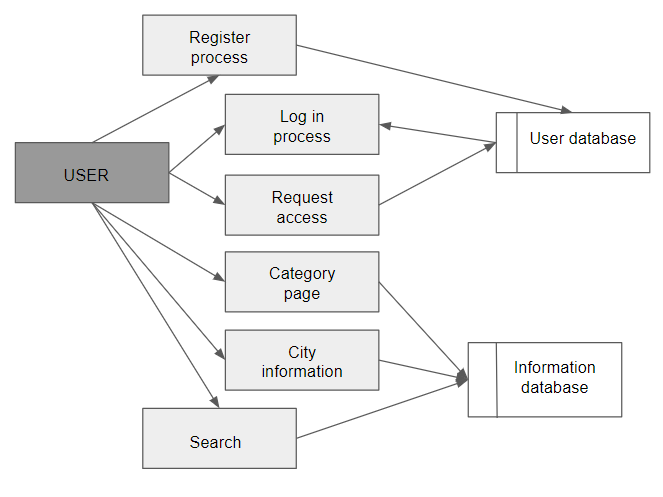 Register
process
Log in
process
User database
USER
Request
access
Category
page
City
information
Information
database
Search